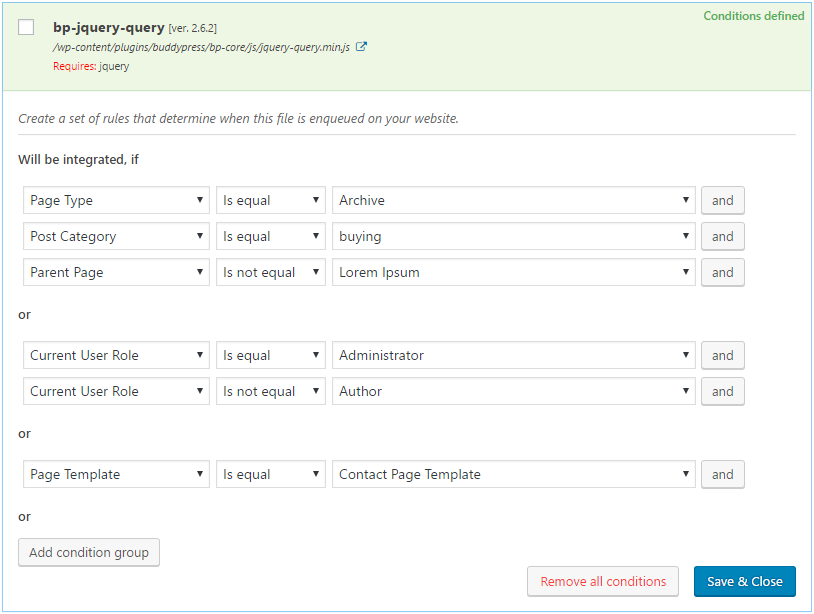 bp-jquery-query [ver. 2.6.2] Conditions defined
/wp-content/plugins/buddypress/bp-core/js/jquery-query.min.js
Requires: jquery
Create a set of rules that determine when this file is enqueued on your website.
Will be integrated, if
Page Type Is equal Archive and
Post Category Is equal buying and
Parent Page Is not equal Lorem Ipsum and
or
Current User Role Is equal Administrator and
Current User Role Is not equal Author and
or
Page Template Is equal Contact Page Template and
or
Add condition group
Remove all conditions Save & Close